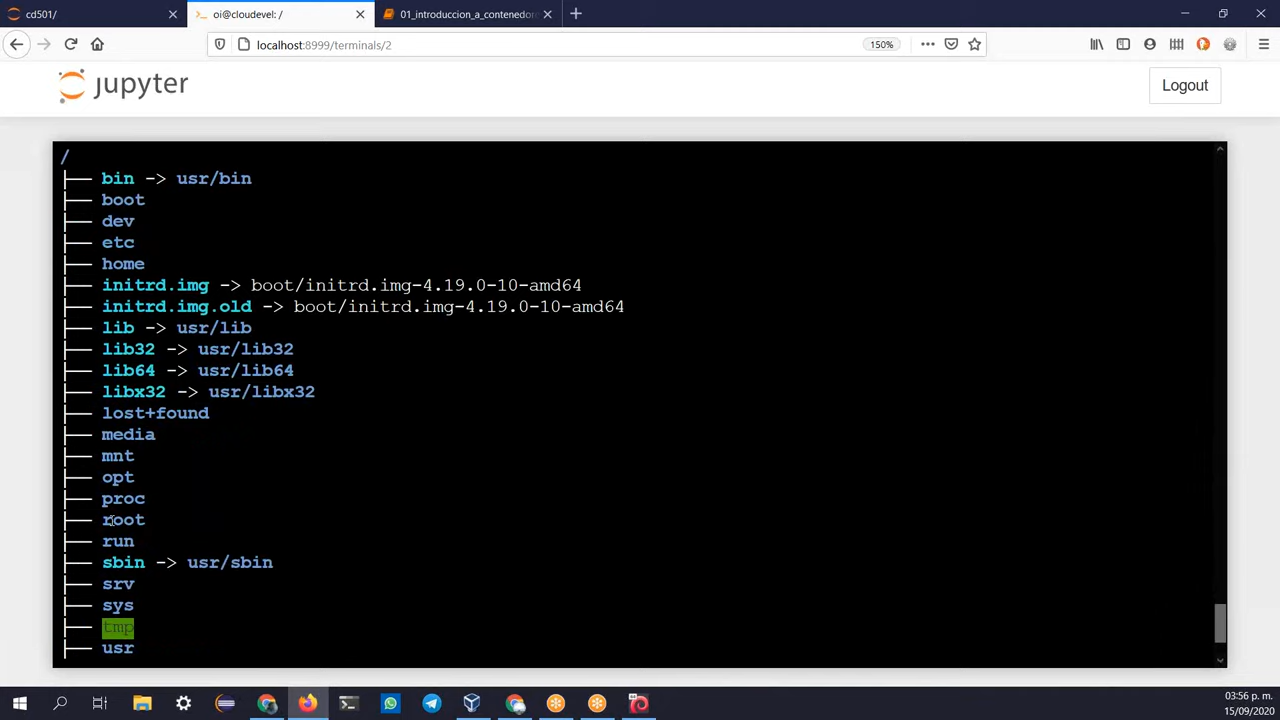 cd501/
oi@cloudevel: /
01_introduccion_a_contenedore
localhost:8999/terminals/2
150%
jupyter
Logout
/
├── bin -> usr/bin
├── boot
├── dev
├── etc
├── home
├── initrd.img -> boot/initrd.img-4.19.0-10-amd64
├── initrd.img.old -> boot/initrd.img-4.19.0-10-amd64
├── lib -> usr/lib
├── lib32 -> usr/lib32
├── lib64 -> usr/lib64
├── libx32 -> usr/libx32
├── lost+found
├── media
├── mnt
├── opt
├── proc
├── root
├── run
├── sbin -> usr/sbin
├── srv
├── sys
├── tmp
├── usr
03:56 p. m.
15/09/2020